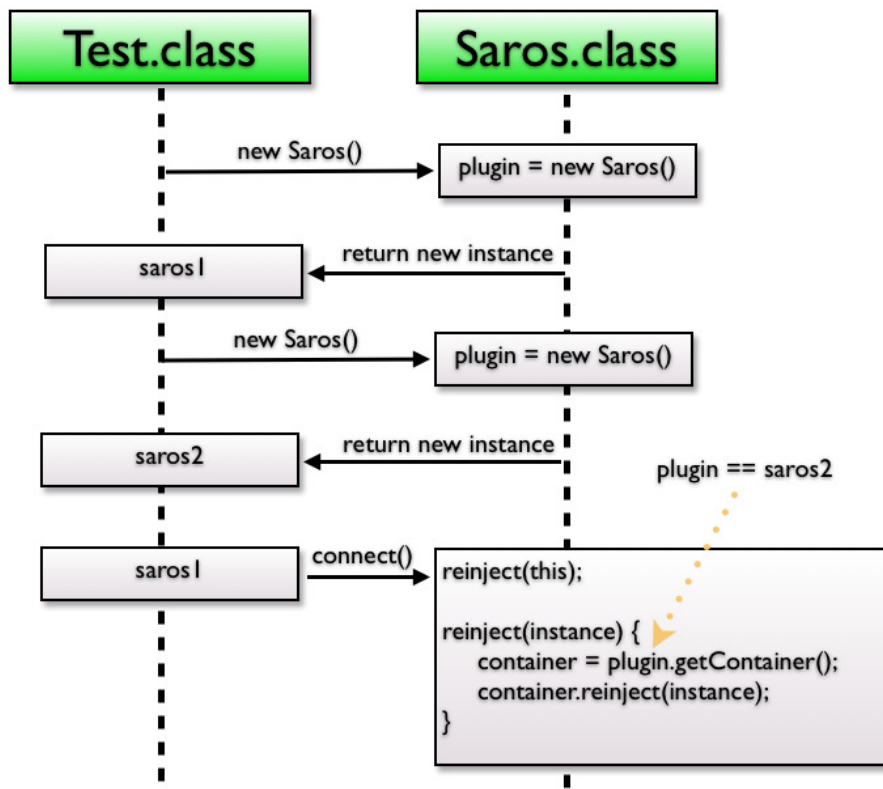 Test.class
Saros.class
new Saros()
plugin = new Saros()
return new instance
saros1
new Saros()
plugin = new Saros()
return new instance
saros2
plugin == saros2
saros1
connect()
reinject(this);
reinject(instance) {
container = plugin.getContainer();
container.reinject(instance);
}